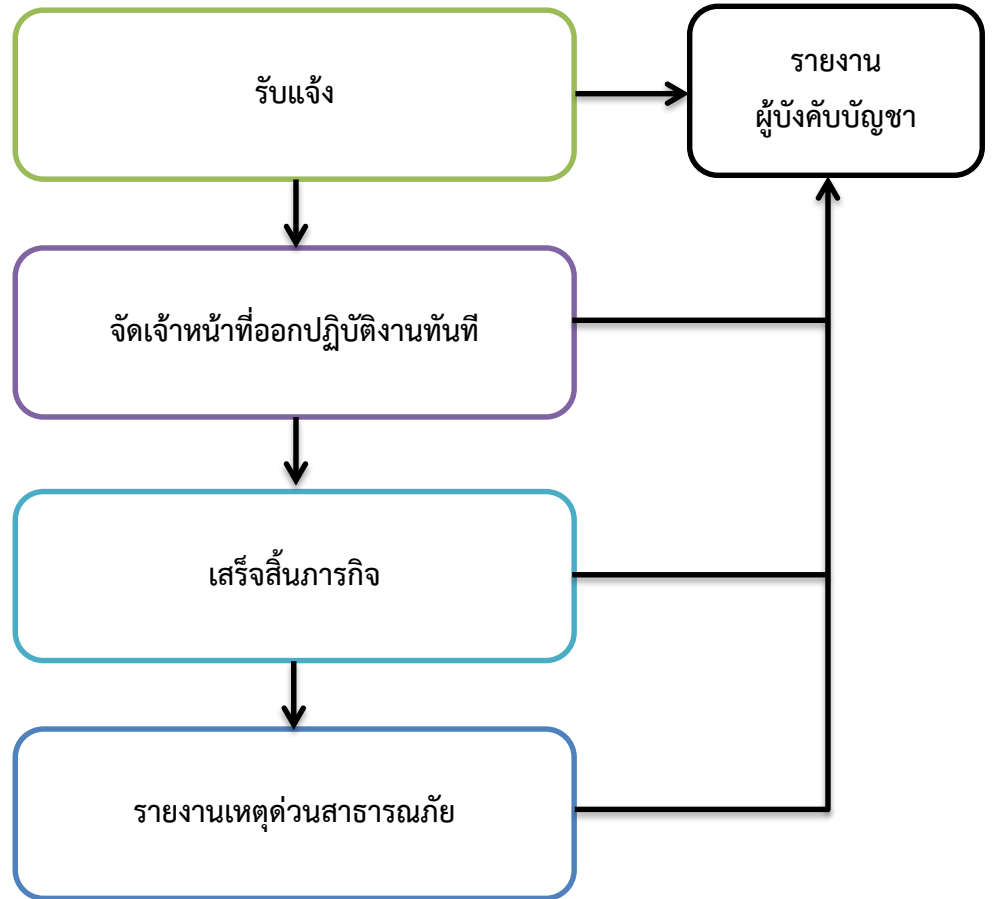 รับแจ้ง
รายงาน
ผู้บังคับบัญชา
จัดเจ้าหน้าที่ออกปฏิบัติงานทันที
เสร็จสิ้นภารกิจ
รายงานเหตุด่วนสาธารณภัย